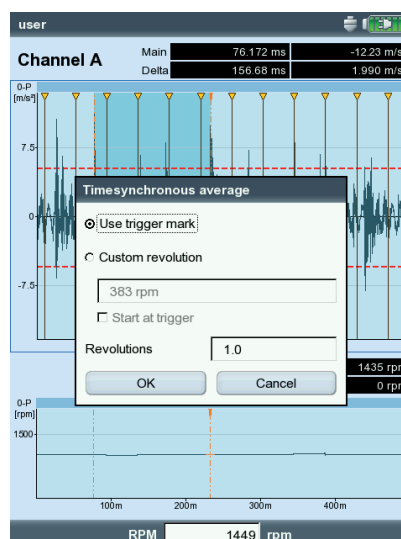 user
Channel A
Main 76.172 ms -12.23 m/s
Delta 156.68 ms 1.990 m/s
0-P
[m/s²]
7.5
Timesynchronous average
Use trigger mark
0
Custom revolution
383 rpm
-7.5
Start at trigger
Revolutions 1.0
1435 rpm
OK Cancel
0 rpm
0-P
[rpm]
1500
100m 200m 300m 400m
RPM 1449 rpm